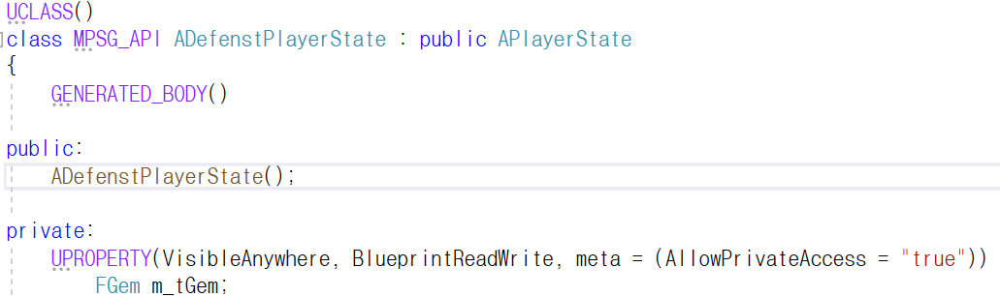 UCLASS()
class MPSG_API ADefenstPlayerState : public APlayerState
{
GENERATED_BODY()
public:
ADefenstPlayerState();
private:
UPROPERTY(VisibleAnywhere, BlueprintReadWrite, meta = (AllowPrivateAccess = "true"))
FGem m_tGem;